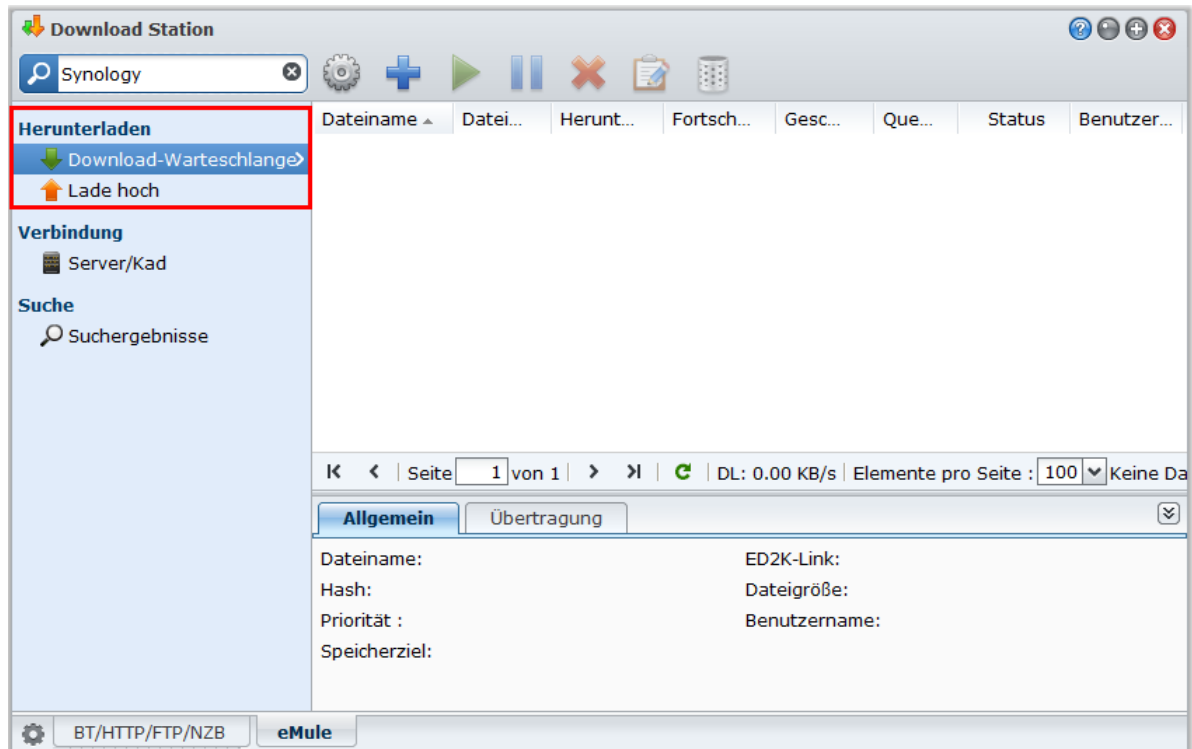 Download Station
Synology
Herunterladen
Download-Warteschlange
Lade hoch
Verbindung
Server/Kad
Suche
Suchergebnisse
Dateiname Datei... Herunt... Fortsch... Gesc... Que... Status Benutzer...
Seite 1 von 1 DL: 0.00 KB/s Elemente pro Seite : 100 Keine Da
Allgemein Übertragung
Dateiname: ED2K-Link:
Hash: Dateigröße:
Priorität : Benutzername:
Speicherziel:
BT/HTTP/FTP/NZB eMule